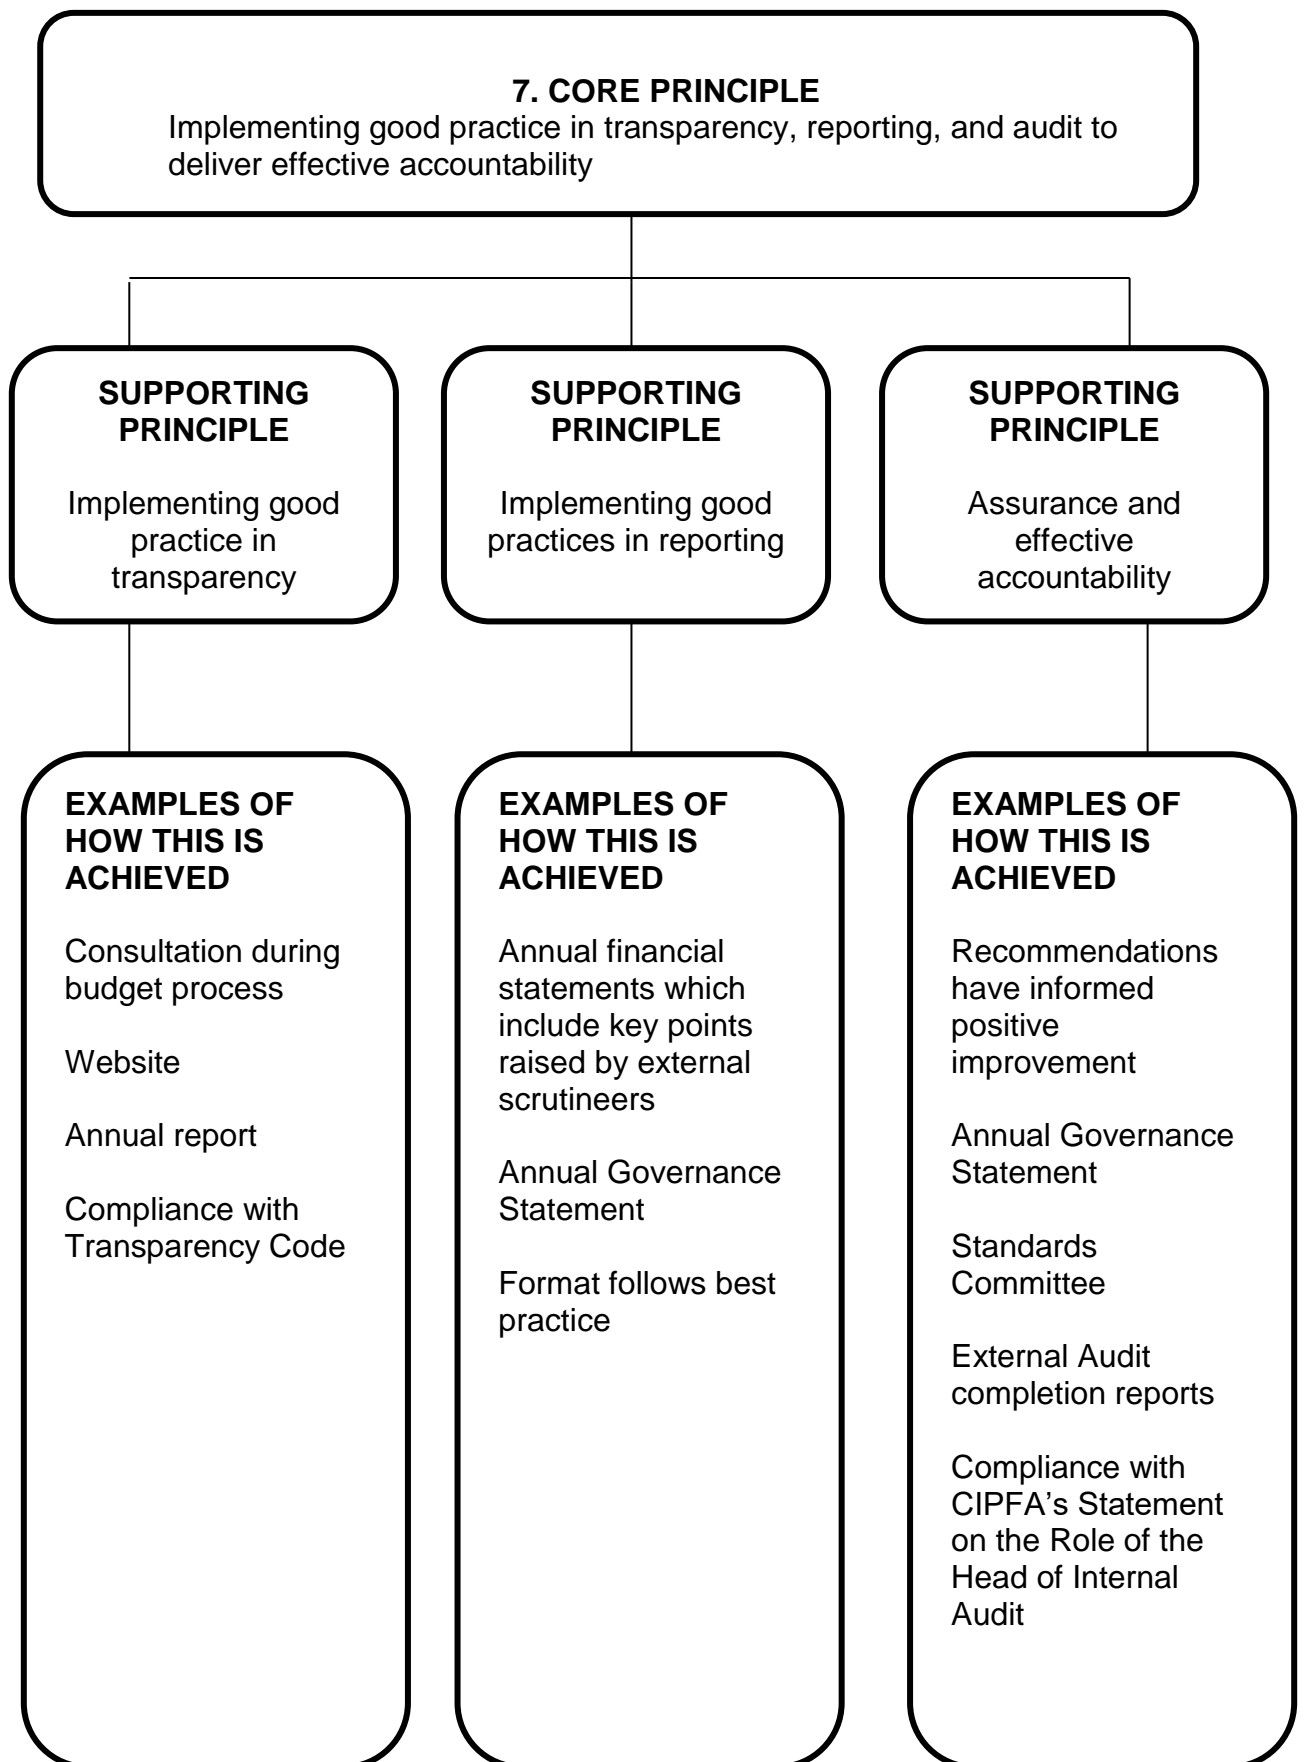 7. CORE PRINCIPLE
Implementing good practice in transparency, reporting, and audit to
deliver effective accountability
SUPPORTING
PRINCIPLE
Implementing good
practice in
transparency
SUPPORTING
PRINCIPLE
Implementing good
practices in reporting
SUPPORTING
PRINCIPLE
Assurance and
effective
accountability
EXAMPLES OF
HOW THIS IS
ACHIEVED
Consultation during
budget process
Website
Annual report
Compliance with
Transparency Code
EXAMPLES OF
HOW THIS IS
ACHIEVED
Annual financial
statements which
include key points
raised by external
scrutineers
Annual Governance
Statement
Format follows best
practice
EXAMPLES OF
HOW THIS IS
ACHIEVED
Recommendations
have informed
positive
improvement
Annual Governance
Statement
Standards
Committee
External Audit
completion reports
Compliance with
CIPFA’s Statement
on the Role of the
Head of Internal
Audit